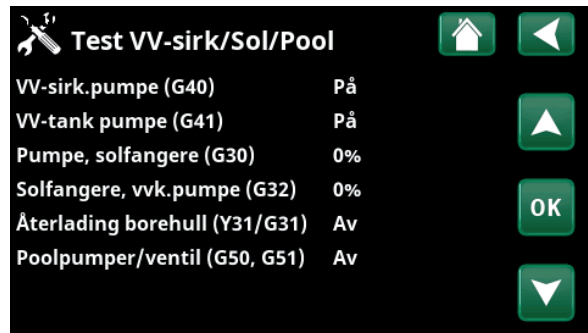 Test VV-sirk/Sol/Pool
VV-sirk.pumpe (G40) På
VV-tank pumpe (G41) På
Pumpe, solfangere (G30) 0%
Solfangere, vvk.pumpe (G32) 0%
Återlading borehull (Y31/G31) Av
Poolpumper/ventil (G50, G51) Av
OK